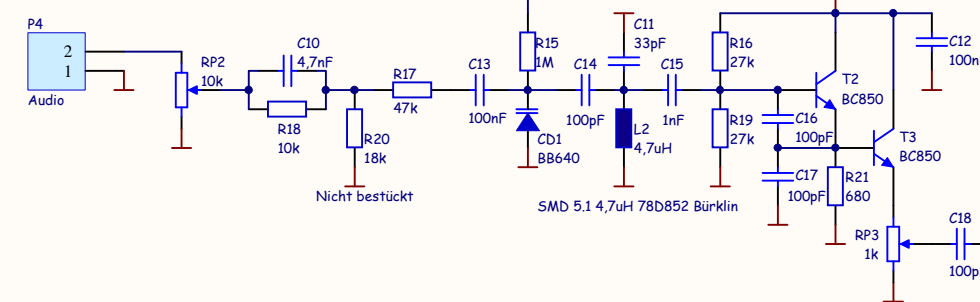 P4
2
1
Audio
RP2
10k
C10
4,7nF
R18
10k
R20
18k
Nicht bestückt
R17
47k
C13
100nF
R15
1M
CD1
BB640
C14
100pF
C11
33pF
L2
4,7uH
SMD 5.1 4,7uH 78D852 Bürklin
C15
1nF
R16
27k
R19
27k
C16
100pF
C17
100pF
T2
BC850
R21
680
T3
BC850
RP3
1k
C12
100n
C18
100p